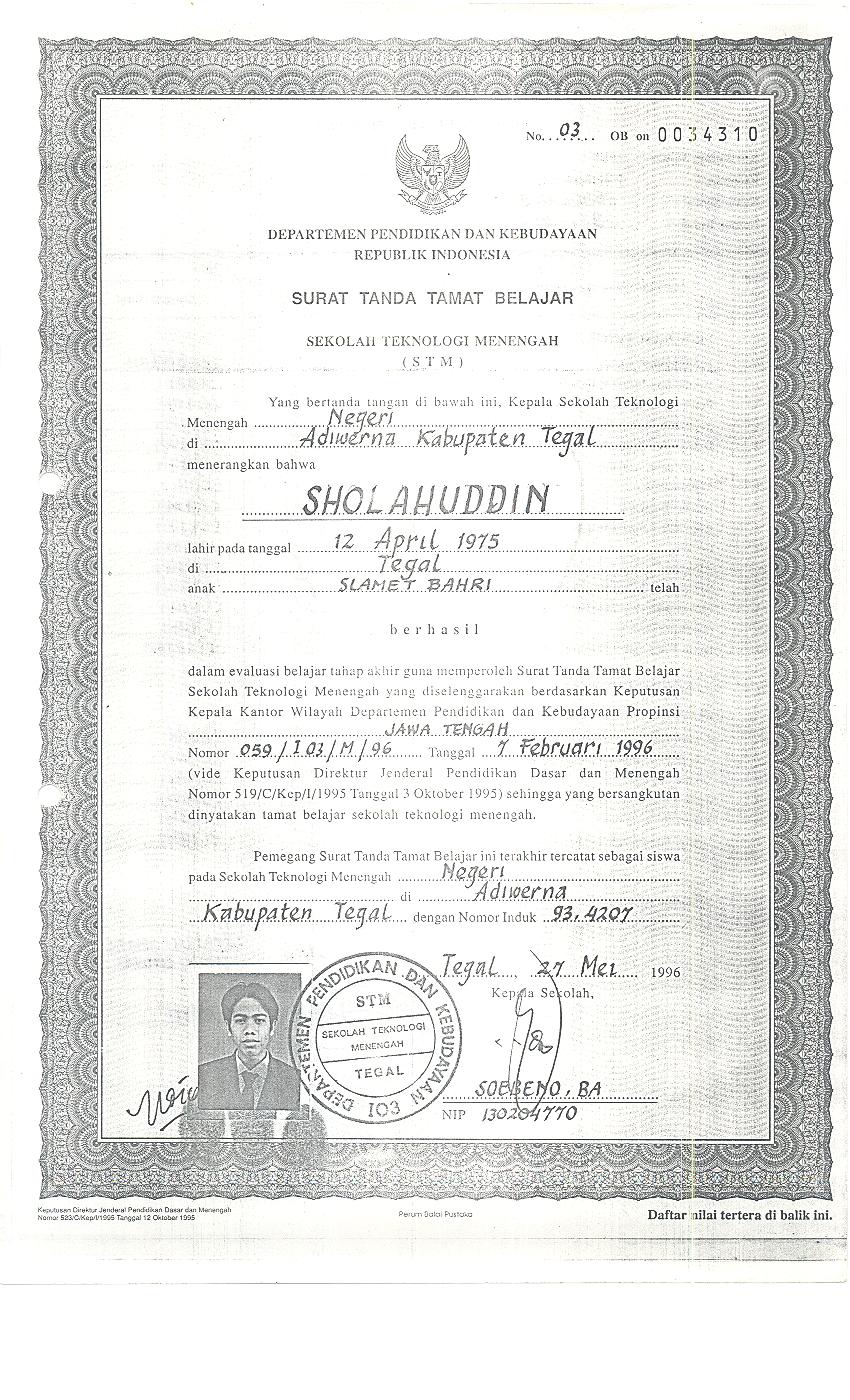 No. . . 03 . . . OB on 0034310
DEPARTEMEN PENDIDIKAN DAN KEBUDAYAAN
REPUBLIK INDONESIA
SURAT TANDA TAMAT BELAJAR
SEKOLAH TEKNOLOGI MENENGAH
( S T M )
Yang bertanda tangan di bawah ini, Kepala Sekolah Teknologi
Menengah Negeri
di Adiwerna Kabupaten Tegal
menerangkan bahwa
SHOLAHUDDIN
lahir pada tanggal 12 April 1975
di Tegal
anak SLAMET BAHRI telah
b e r h a s i l
dalam evaluasi belajar tahap akhir guna memperoleh Surat Tanda Tamat Belajar
Sekolah Teknologi Menengah yang diselenggarakan berdasarkan Keputusan
Kepala Kantor Wilayah Departemen Pendidikan dan Kebudayaan Propinsi
JAWA TENGAH
Nomor 059/I03/M/96 Tanggal 7 Februari 1996
(vide Keputusan Direktur Jenderal Pendidikan Dasar dan Menengah
Nomor 519/C/Kep/I/1995 Tanggal 3 Oktober 1995) sehingga yang bersangkutan
dinyatakan tamat belajar sekolah teknologi menengah.
Pemegang Surat Tanda Tamat Belajar ini terakhir tercatat sebagai siswa
pada Sekolah Teknologi Menengah Negeri
di Adiwerna
Kabupaten Tegal dengan Nomor Induk 93.4207
Tegal, 27 Mei 1996
Kepala Sekolah,
DEPARTEMEN PENDIDIKAN DAN KEBUDAYAAN
STM
SEKOLAH TEKNOLOGI
MENENGAH
TEGAL
I03
SOEBENO, BA
NIP 130204770
Keputusan Direktur Jenderal Pendidikan Dasar dan Menengah
Nomor 523/C/Kep/I/1995 Tanggal 12 Oktober 1995
Perum Balai Pustaka
Daftar nilai tertera di balik ini.